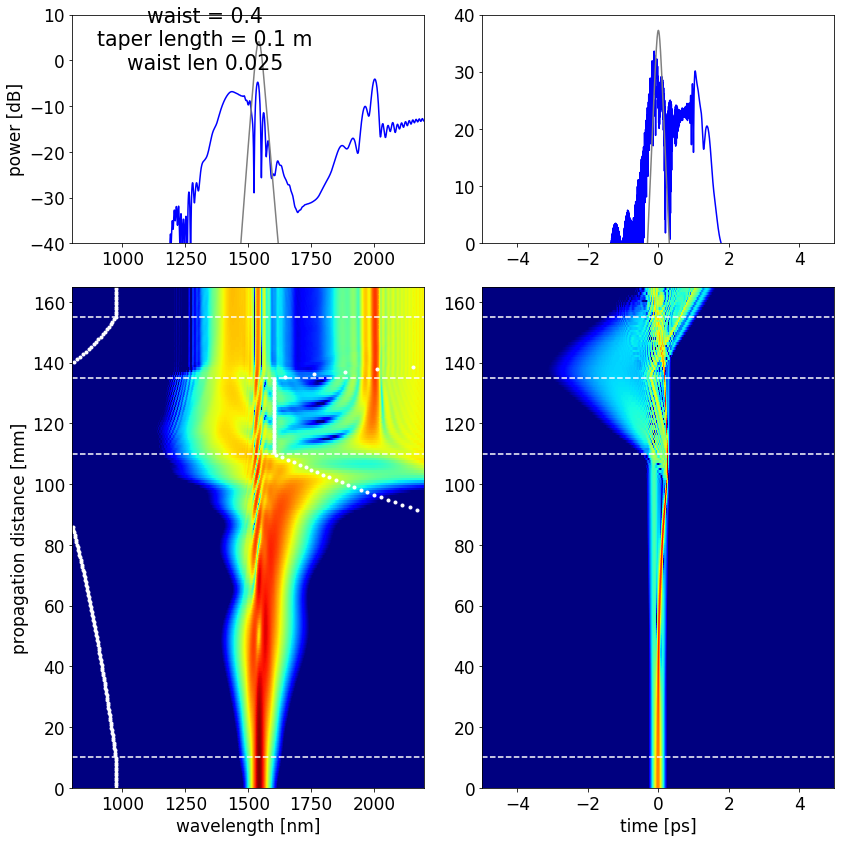 waist = 0.4
taper length = 0.1 m
waist len 0.025
power [dB]
10
0
−10
−20
−30
−40
1000 1250 1500 1750 2000
40
30
20
10
0
−4 −2 0 2 4
propagation distance [mm]
160
140
120
100
80
60
40
20
0
1000 1250 1500 1750 2000
wavelength [nm]
160
140
120
100
80
60
40
20
0
−4 −2 0 2 4
time [ps]